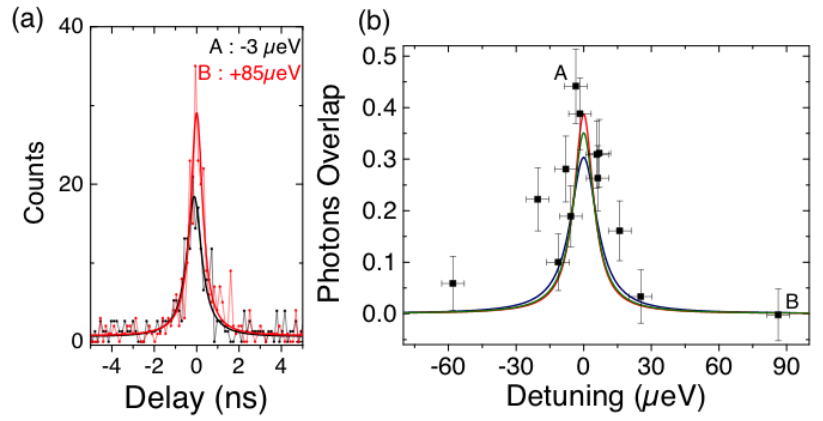 (a)
A : -3 µeV
B : +85µeV
40
20
0
Counts
-4 -2 0 2 4
Delay (ns)
(b)
A
B
0.5
0.4
0.3
0.2
0.1
0.0
Photons Overlap
-60 -30 0 30 60 90
Detuning (µeV)